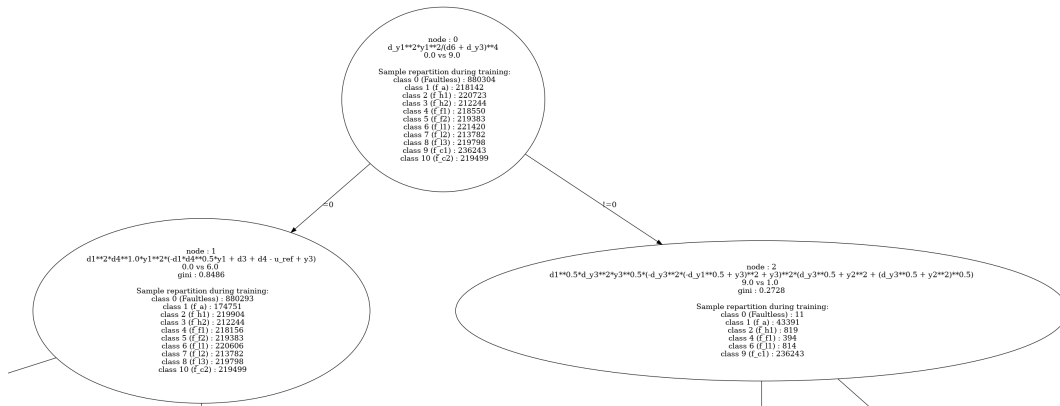 node : 0
d_y1**2*y1**2/(d6 + d_y3)**4
0.0 vs 9.0
Sample repartition during training:
class 0 (Faultless) : 880304
class 1 (f_a) : 218142
class 2 (f_h1) : 220723
class 3 (f_h2) : 212244
class 4 (f_f1) : 218550
class 5 (f_f2) : 219383
class 6 (f_l1) : 221420
class 7 (f_l2) : 213782
class 8 (f_l3) : 219798
class 9 (f_c1) : 236243
class 10 (f_c2) : 219499
=0
!=0
node : 1
d1**2*d4**1.0*y1**2*(-d1*d4**0.5*y1 + d3 + d4 - u_ref + y3)
0.0 vs 6.0
gini : 0.8486
Sample repartition during training:
class 0 (Faultless) : 880293
class 1 (f_a) : 174751
class 2 (f_h1) : 219904
class 3 (f_h2) : 212244
class 4 (f_f1) : 218156
class 5 (f_f2) : 219383
class 6 (f_l1) : 220606
class 7 (f_l2) : 213782
class 8 (f_l3) : 219798
class 10 (f_c2) : 219499
node : 2
d1**0.5*d_y3**2*y3**0.5*(-d_y3**2*(-d_y1**0.5 + y3)**2 + y3)**2*(d_y3**0.5 + y2**2 + (d_y3**0.5 + y2**2)**0.5)
9.0 vs 1.0
gini : 0.2728
Sample repartition during training:
class 0 (Faultless) : 11
class 1 (f_a) : 43391
class 2 (f_h1) : 819
class 4 (f_f1) : 394
class 6 (f_l1) : 814
class 9 (f_c1) : 236243